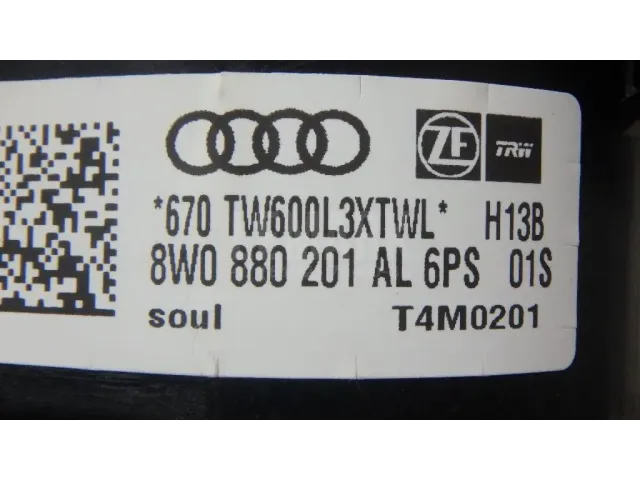 ZF TRW
*670 TW600L3XTWL* H13B
8W0 880 201 AL 6PS 01S
soul T4M0201